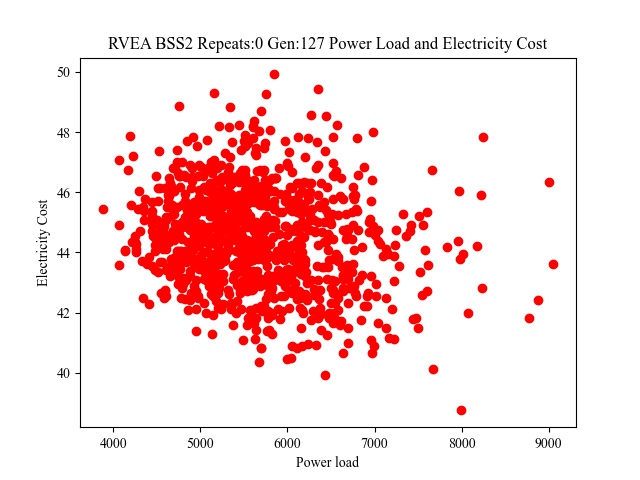 RVEA BSS2 Repeats:0 Gen:127 Power Load and Electricity Cost
50
48
46
44
42
40
Electricity Cost
4000 5000 6000 7000 8000 9000
Power load